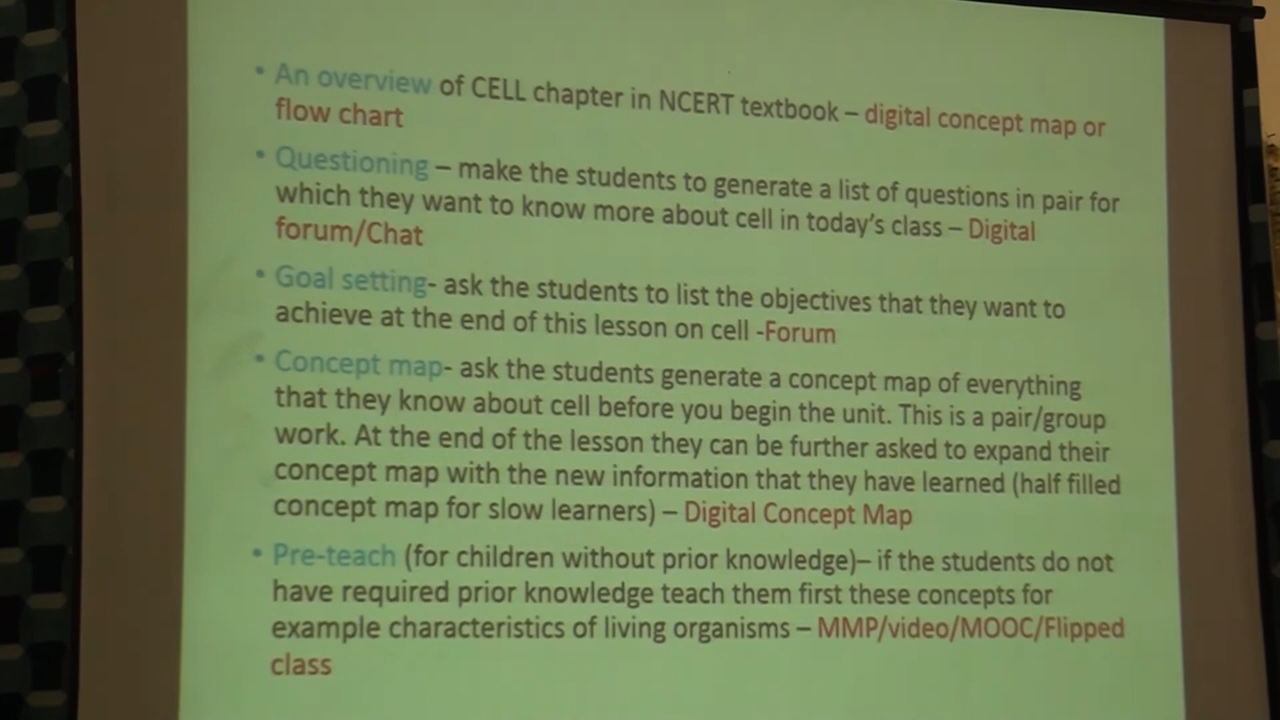 • An overview of CELL chapter in NCERT textbook – digital concept map or
flow chart
• Questioning – make the students to generate a list of questions in pair for
which they want to know more about cell in today's class – Digital
forum/Chat
• Goal setting- ask the students to list the objectives that they want to
achieve at the end of this lesson on cell -Forum
• Concept map- ask the students generate a concept map of everything
that they know about cell before you begin the unit. This is a pair/group
work. At the end of the lesson they can be further asked to expand their
concept map with the new information that they have learned (half filled
concept map for slow learners) – Digital Concept Map
• Pre-teach (for children without prior knowledge)– if the students do not
have required prior knowledge teach them first these concepts for
example characteristics of living organisms – MMP/video/MOOC/Flipped
class